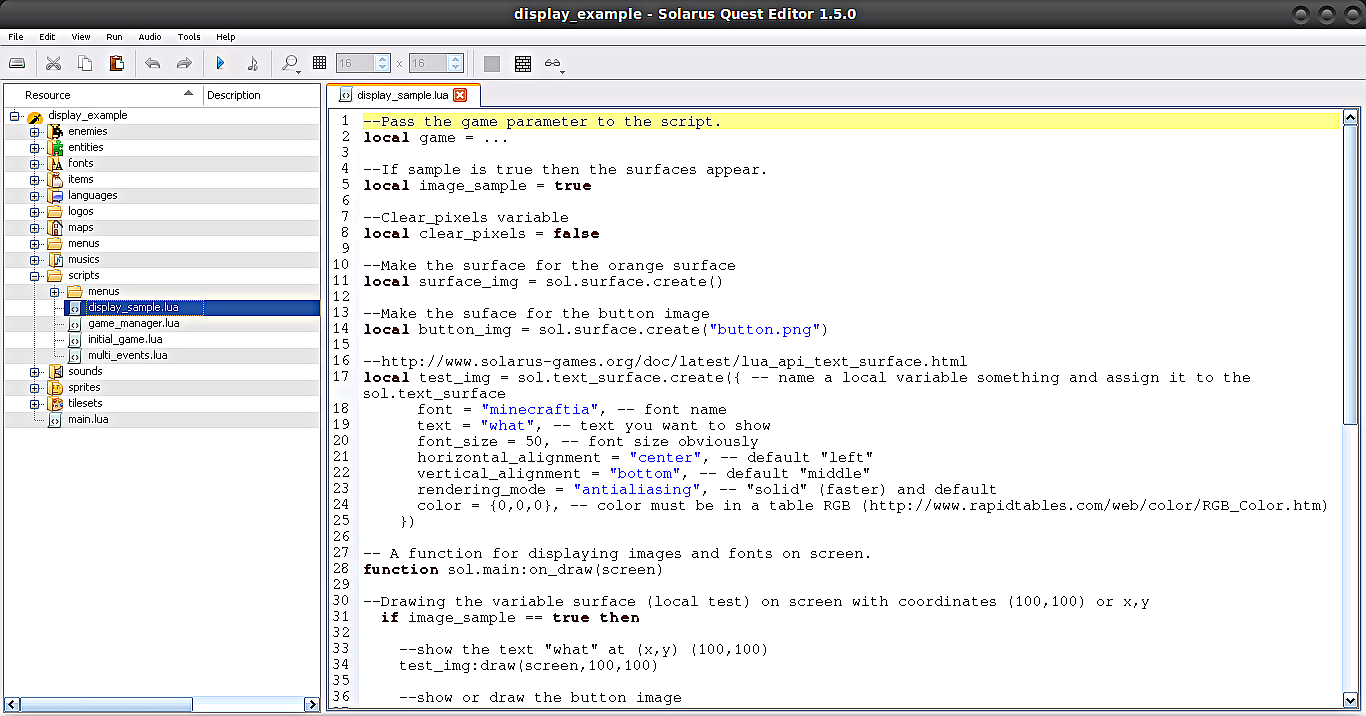 display_example - Solarus Quest Editor 1.5.0
File Edit View Run Audio Tools Help
16 x 16
Resource Description
display_example
enemies
entities
fonts
items
languages
logos
maps
menus
musics
scripts
menus
display_sample.lua
game_manager.lua
initial_game.lua
multi_events.lua
sounds
sprites
tilesets
main.lua
display_sample.lua
1 --Pass the game parameter to the script.
2 local game = ...
3
4 --If sample is true then the surfaces appear.
5 local image_sample = true
6
7 --Clear_pixels variable
8 local clear_pixels = false
9
10 --Make the surface for the orange surface
11 local surface_img = sol.surface.create()
12
13 --Make the suface for the button image
14 local button_img = sol.surface.create("button.png")
15
16 --http://www.solarus-games.org/doc/latest/lua_api_text_surface.html
17 local test_img = sol.text_surface.create({ -- name a local variable something and assign it to the
sol.text_surface
18 font = "minecraftia", -- font name
19 text = "what", -- text you want to show
20 font_size = 50, -- font size obviously
21 horizontal_alignment = "center", -- default "left"
22 vertical_alignment = "bottom", -- default "middle"
23 rendering_mode = "antialiasing", -- "solid" (faster) and default
24 color = {0,0,0}, -- color must be in a table RGB (http://www.rapidtables.com/web/color/RGB_Color.htm)
25 })
26
27 -- A function for displaying images and fonts on screen.
28 function sol.main:on_draw(screen)
29
30 --Drawing the variable surface (local test) on screen with coordinates (100,100) or x,y
31 if image_sample == true then
32
33 --show the text "what" at (x,y) (100,100)
34 test_img:draw(screen,100,100)
35
36 --show or draw the button image